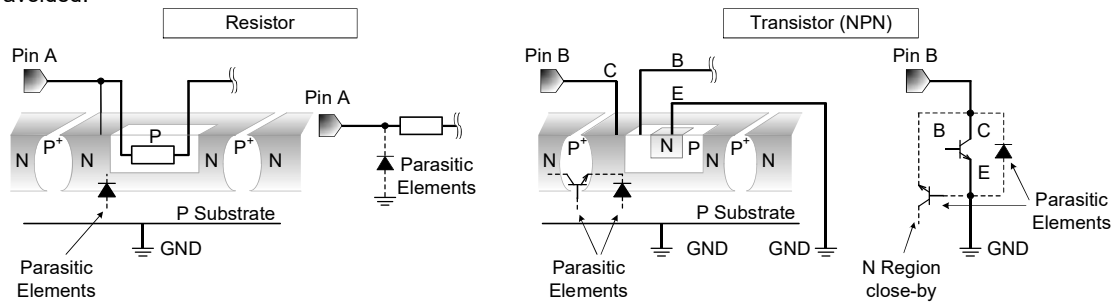 Resistor
Transistor (NPN)
Pin A
Pin A
N
P+
N
P
N
P+
N
Parasitic
Elements
P Substrate
GND
Parasitic
Elements
Pin B
C
B
E
N
P+
N
N
P
N
P+
N
P Substrate
GND
GND
Parasitic
Elements
Pin B
B
C
E
Parasitic
Elements
GND
N Region
close-by